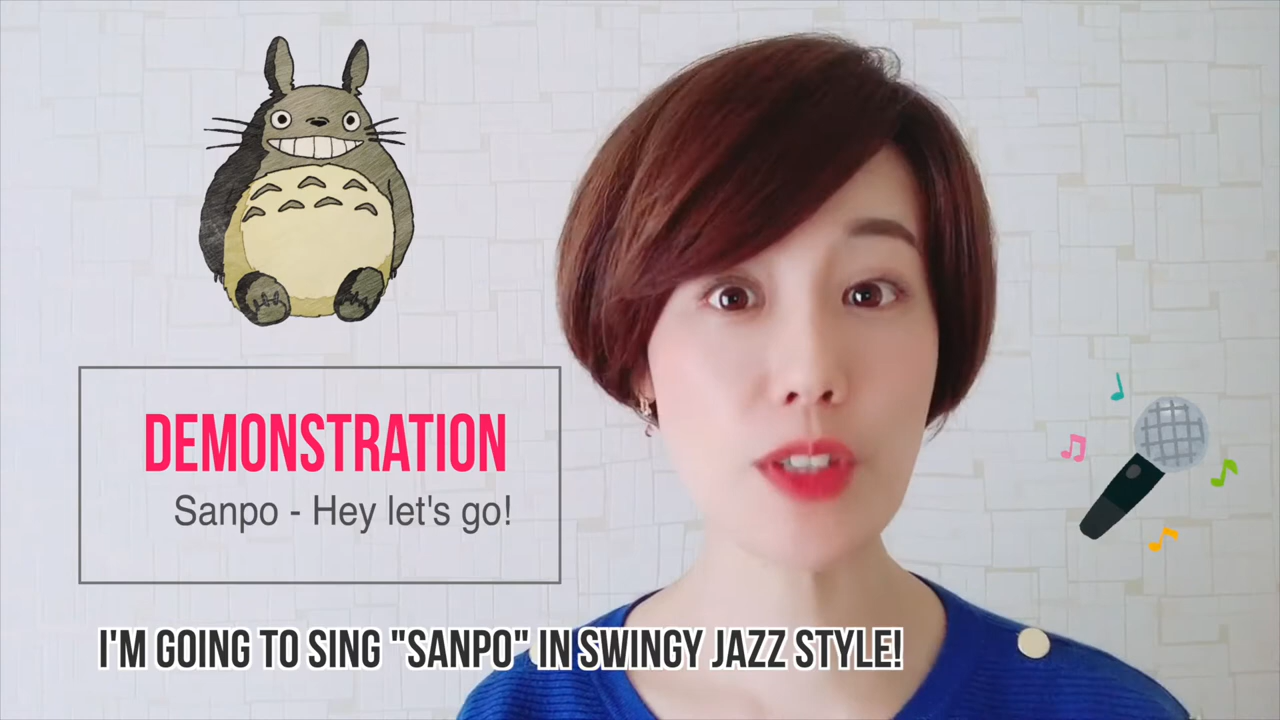 DEMONSTRATION
Sanpo - Hey let's go!
I'M GOING TO SING "SANPO" IN SWINGY JAZZ STYLE!